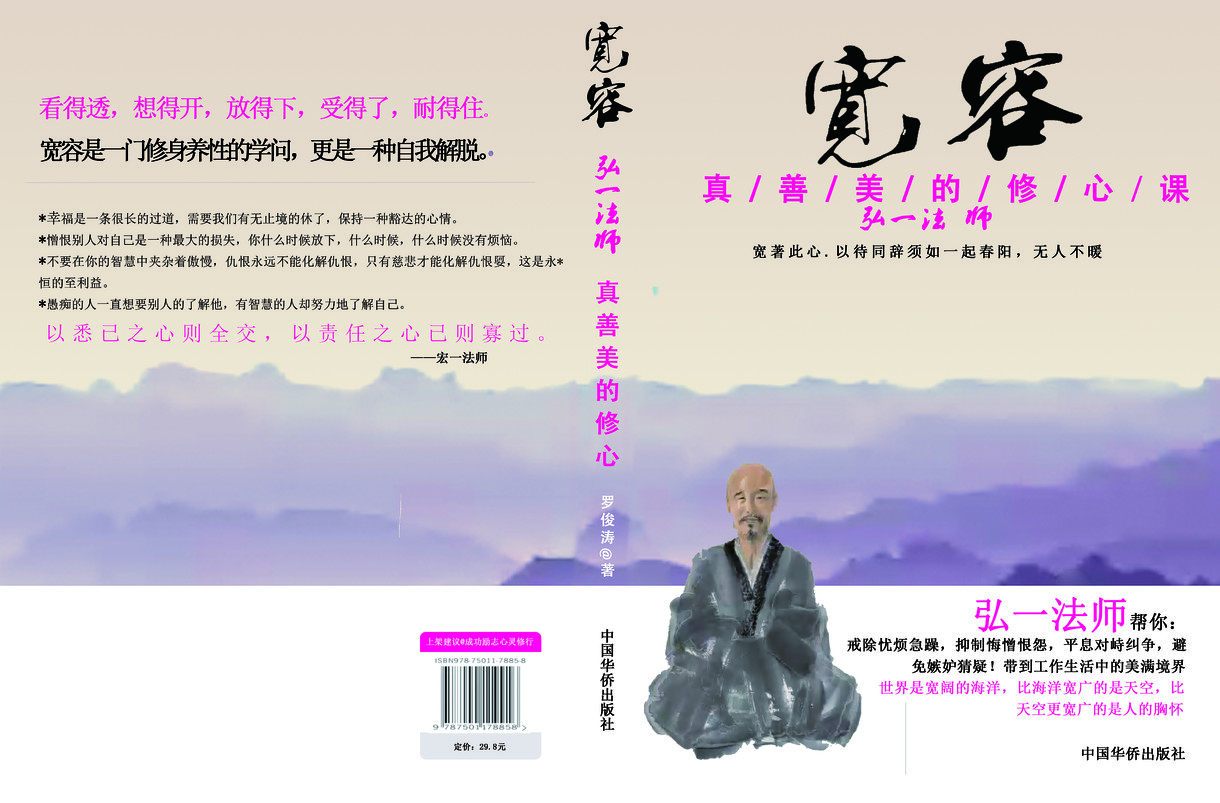 看得透，想得开，放得下，受得了，耐得住。
宽容是一门修身养性的学问，更是一种自我解脱。
*幸福是一条很长的过道，需要我们有无止境的休了，保持一种豁达的心情。
*憎恨别人对自己是一种最大的损失，你什么时候放下，什么时候，什么时候没有烦恼。
*不要在你的智慧中夹杂着傲慢，仇恨永远不能化解仇恨，只有慈悲才能化解仇恨婴，这是永*
恒的至利益。
*愚痴的人一直想要别人的了解他，有智慧的人却努力地了解自己。
以悉己之心则全交，以责任之心己则寡过。
——宏一法师
上架建议@成功励志心灵修行
ISBN978-75011-7885-8
9 787501178858 >
定价：29.8元
宽容
弘一法师
真善美的修心
罗俊涛@著
中国华侨出版社
宽容
真/善/美/的/修/心/课
弘一法师
宽著此心.以待同辞须如一起春阳，无人不暖
弘一法师帮你：
戒除忧烦急躁，抑制悔憎恨怨，平息对峙纠争，避
免嫉妒猜疑！带到工作生活中的美满境界
世界是宽阔的海洋，比海洋宽广的是天空，比
天空更宽广的是人的胸怀
中国华侨出版社